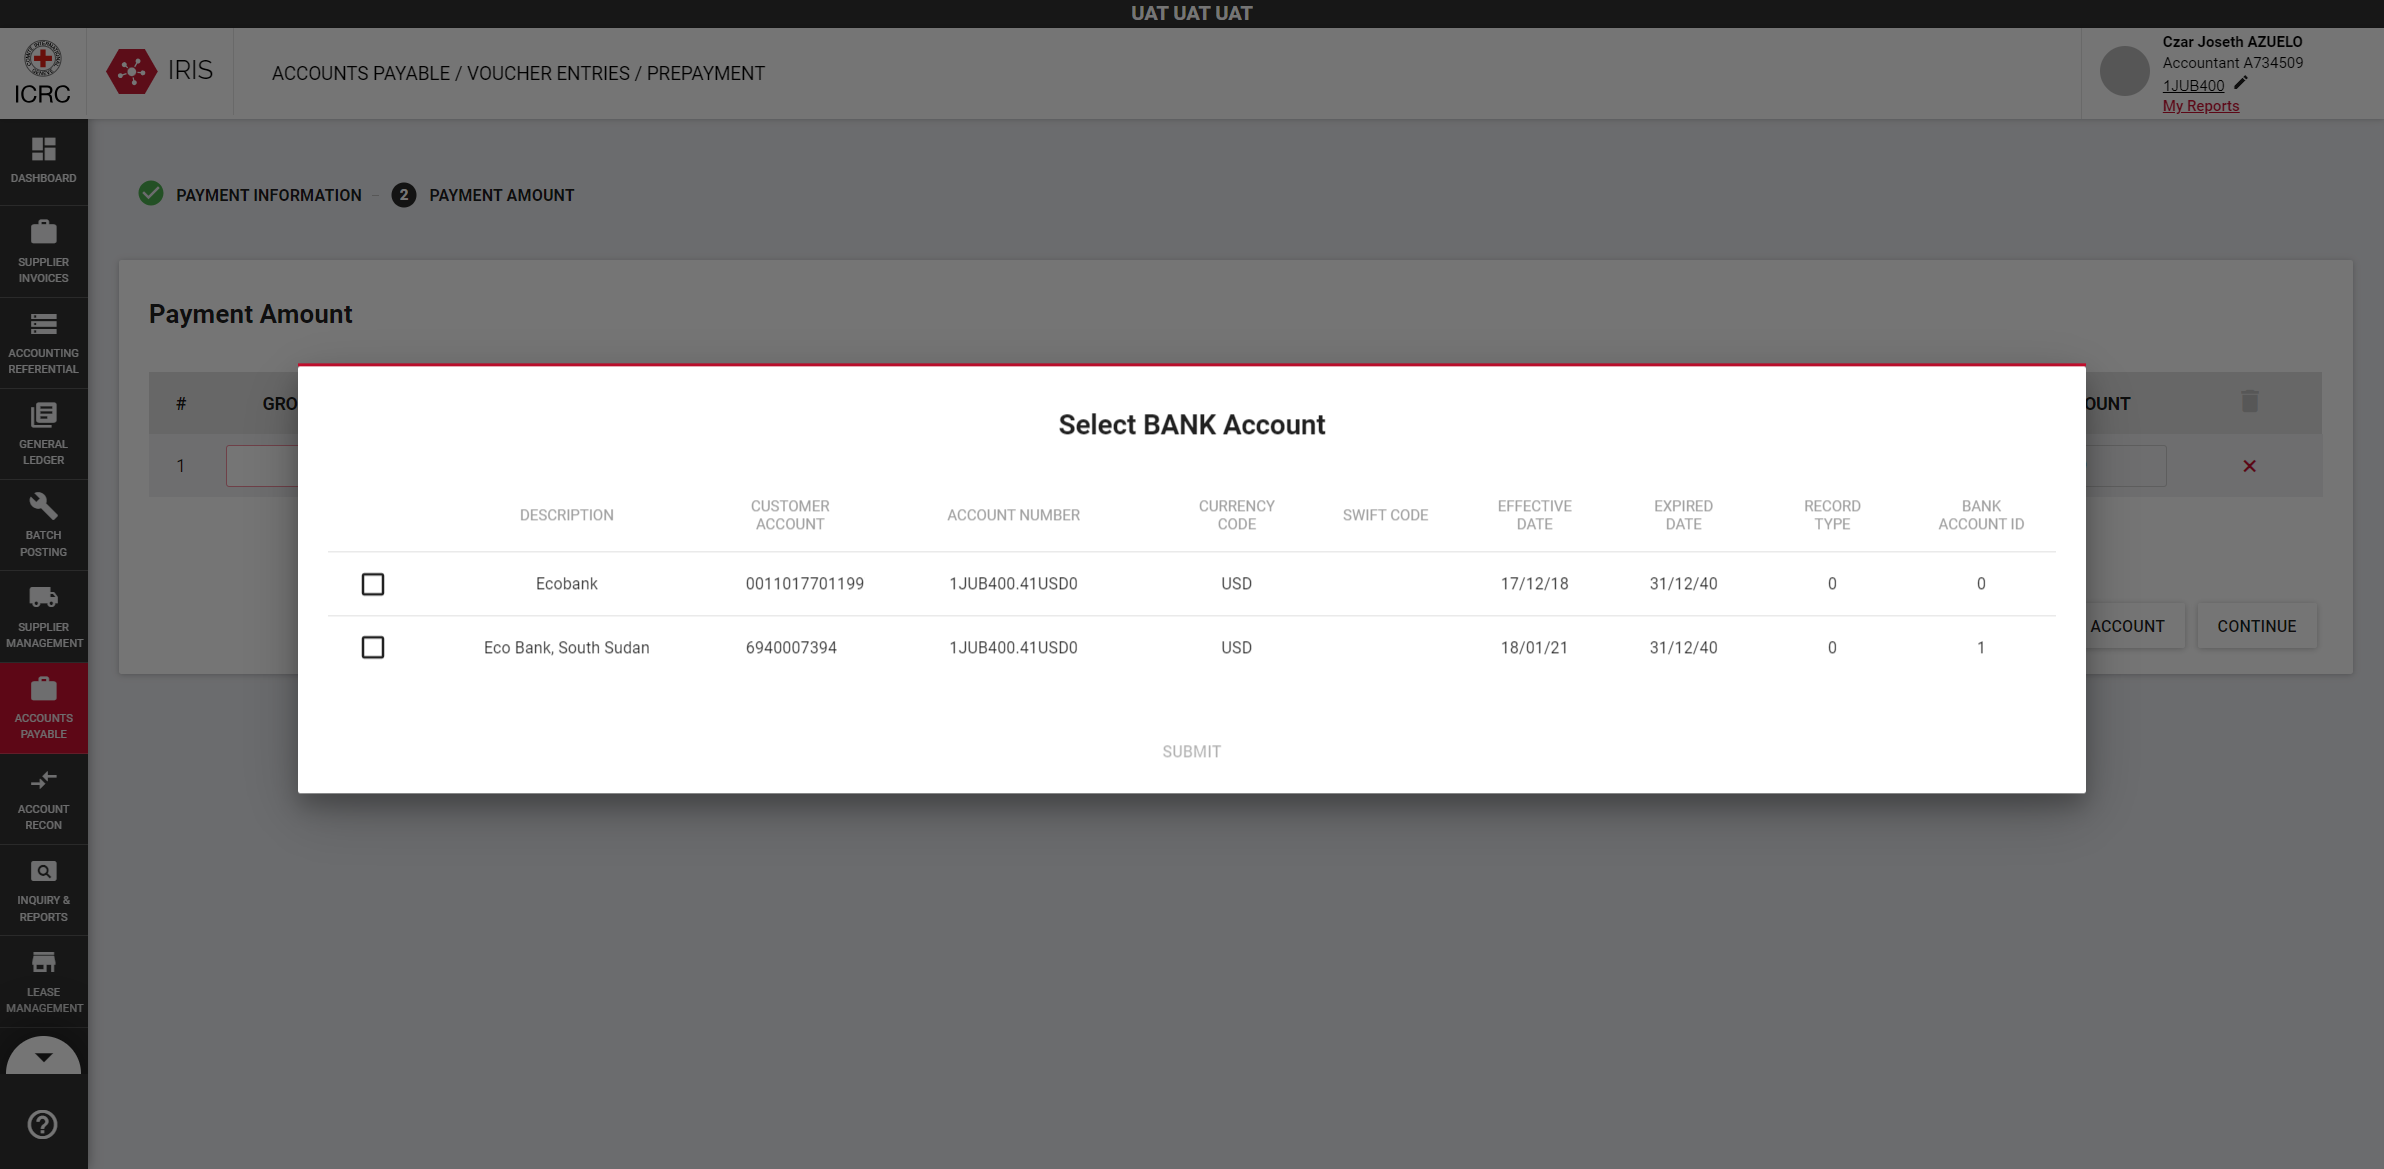 UAT UAT UAT
ICRC
IRIS
ACCOUNTS PAYABLE / VOUCHER ENTRIES / PREPAYMENT
Czar Joseth AZUELO
Accountant A734509
1JUB400
My Reports
DASHBOARD
SUPPLIER
INVOICES
ACCOUNTING
REFERENTIAL
GENERAL
LEDGER
BATCH
POSTING
SUPPLIER
MANAGEMENT
ACCOUNTS
PAYABLE
ACCOUNT
RECON
INQUIRY &
REPORTS
LEASE
MANAGEMENT
PAYMENT INFORMATION
2 PAYMENT AMOUNT
Payment Amount
# GRO OUNT
1
ACCOUNT CONTINUE
Select BANK Account
DESCRIPTION CUSTOMER ACCOUNT ACCOUNT NUMBER CURRENCY CODE SWIFT CODE EFFECTIVE DATE EXPIRED DATE RECORD TYPE BANK ACCOUNT ID
Ecobank 0011017701199 1JUB400.41USD0 USD 17/12/18 31/12/40 0 0
Eco Bank, South Sudan 6940007394 1JUB400.41USD0 USD 18/01/21 31/12/40 0 1
SUBMIT